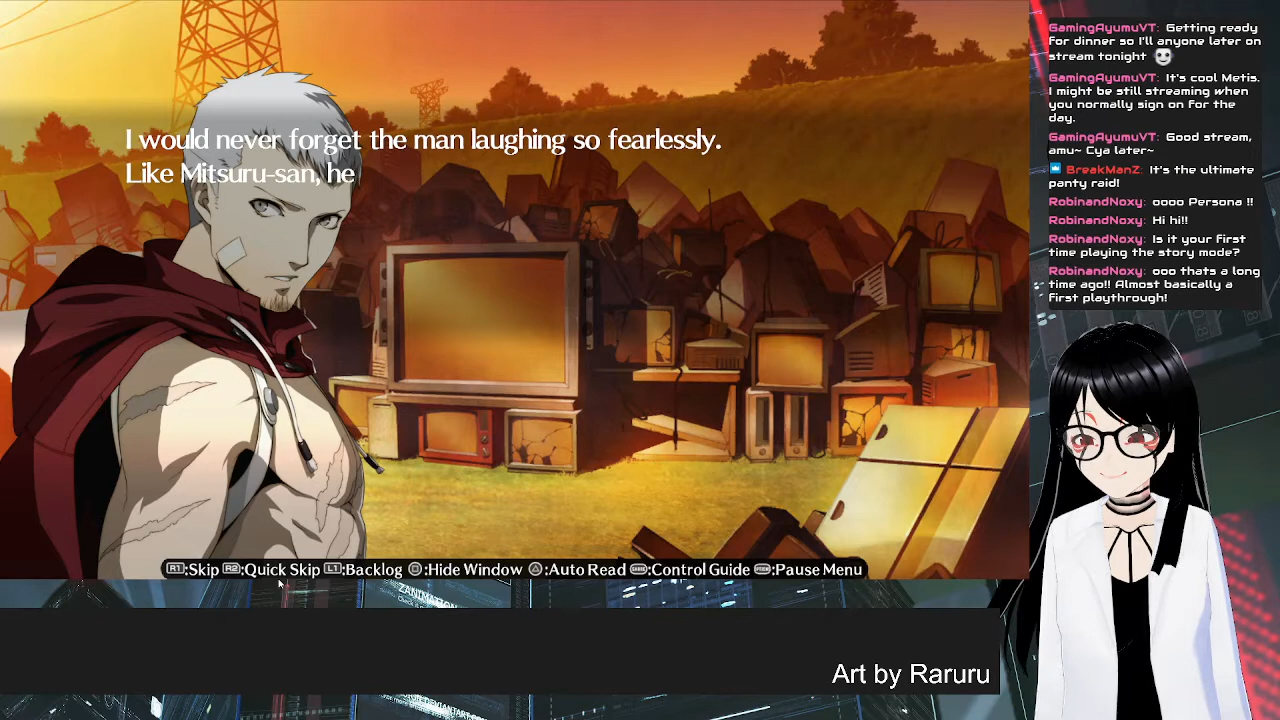 I would never forget the man laughing so fearlessly.
Like Mitsuru-san, he
R1:Skip R2:Quick Skip L1:Backlog :Hide Window :Auto Read SHARE:Control Guide OPTION:Pause Menu
ZANIMATION
Art by Raruru
GamingAyumuVT: Getting ready
for dinner so I'll anyone later on
stream tonight
GamingAyumuVT: It's cool Metis.
I might be still streaming when
you normally sign on for the
day.
GamingAyumuVT: Good stream,
amu~ Cya later~
BreakManZ: It's the ultimate
panty raid!
RobinandNoxy: oooo Persona !!
RobinandNoxy: Hi hi!!
RobinandNoxy: Is it your first
time playing the story mode?
RobinandNoxy: ooo thats a long
time ago!! Almost basically a
first playthrough!